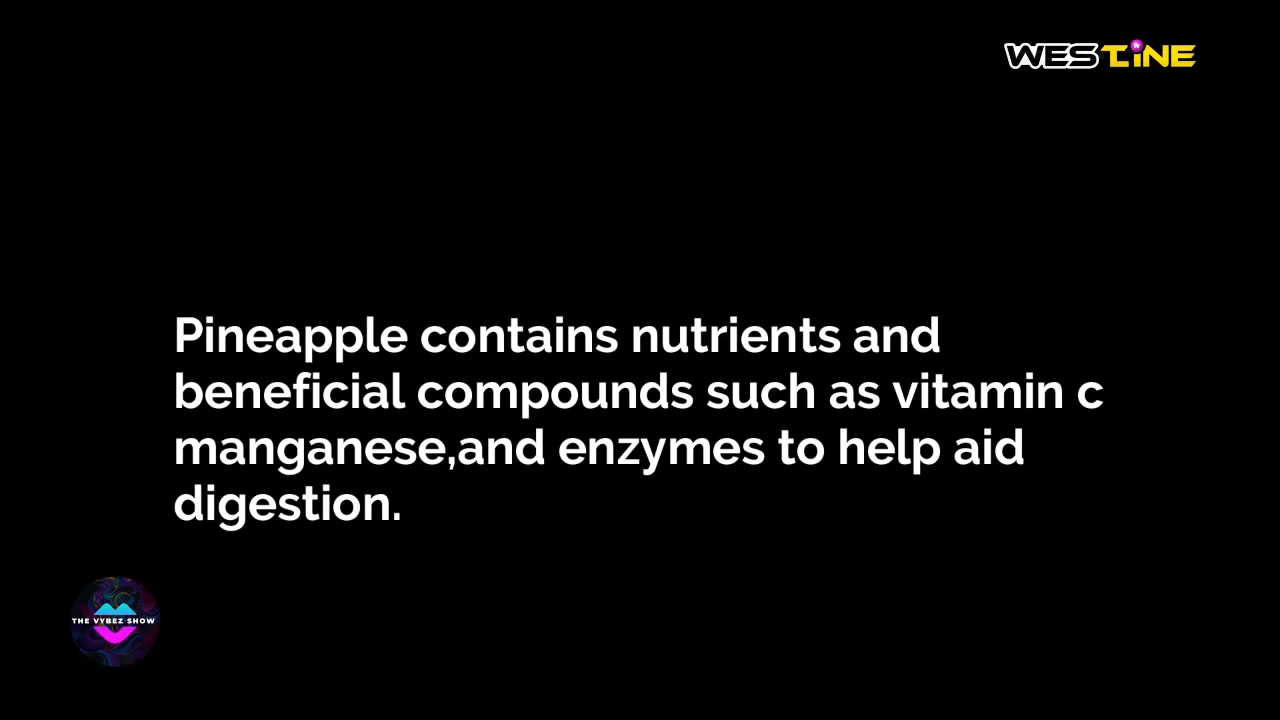 WESTINE
Pineapple contains nutrients and
beneficial compounds such as vitamin c
manganese,and enzymes to help aid
digestion.
THE VYBEZ SHOW